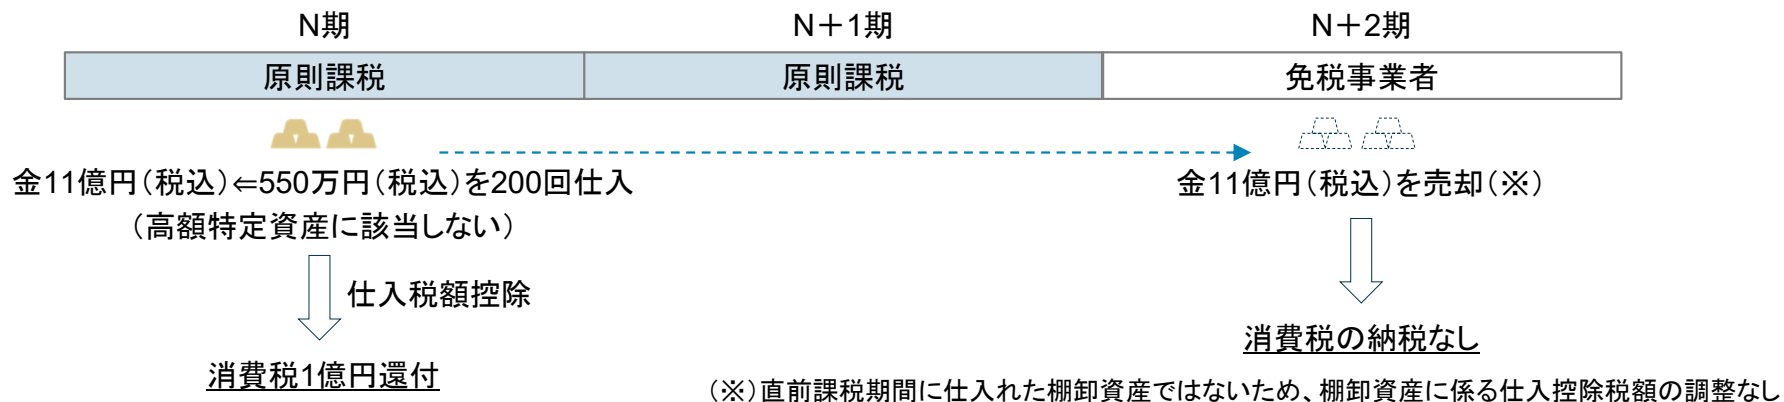 N期
N+1期
N+2期
原則課税
原則課税
免税事業者
金11億円(税込)⇐550万円(税込)を200回仕入
(高額特定資産に該当しない)
金11億円(税込)を売却(※)
仕入税額控除
消費税1億円還付
消費税の納税なし
(※)直前課税期間に仕入れた棚卸資産ではないため、棚卸資産に係る仕入控除税額の調整なし